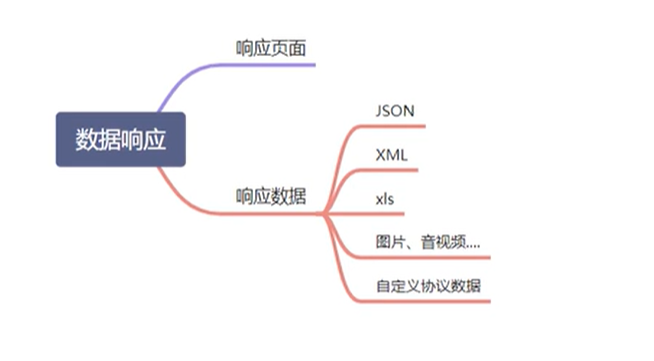 数据响应
响应页面
响应数据
JSON
XML
xls
图片、音视频....
自定义协议数据